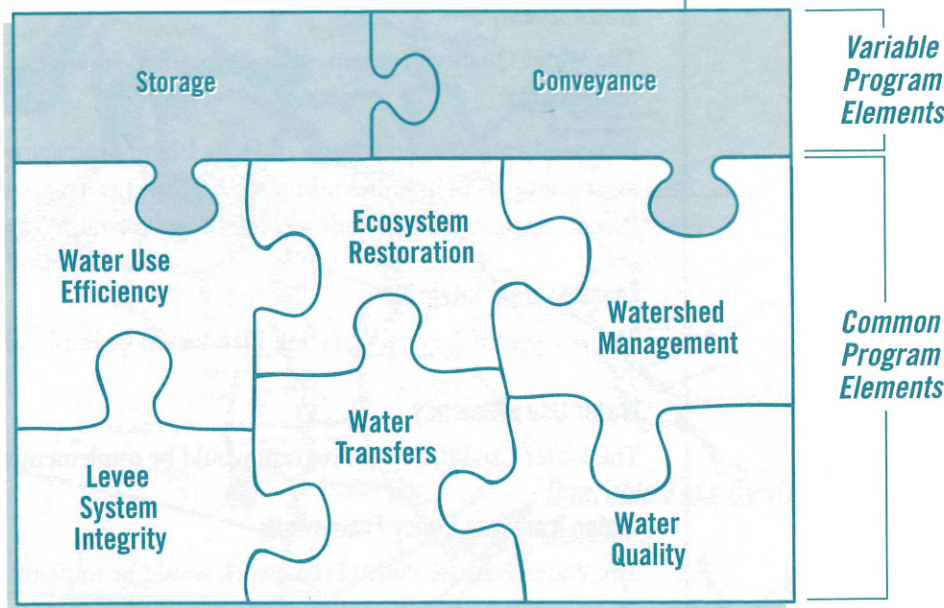 Storage
Conveyance
Variable
Program
Elements
Water Use
Efficiency
Ecosystem
Restoration
Watershed
Management
Common
Program
Elements
Levee
System
Integrity
Water
Transfers
Water
Quality